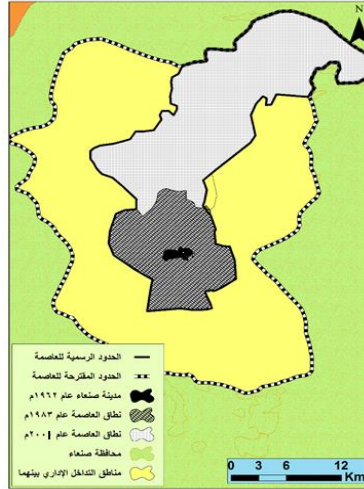 N
الحدود الرسمية للعاصمة
الحدود المقترحة للعاصمة
مدينة صنعاء عام ١٩٦٢م
نطاق العاصمة عام ١٩٨٣م
نطاق العاصمة عام ٢٠٠١م
محافظة صنعاء
مناطق التداخل الإداري بينهما
0 3 6 12
Km